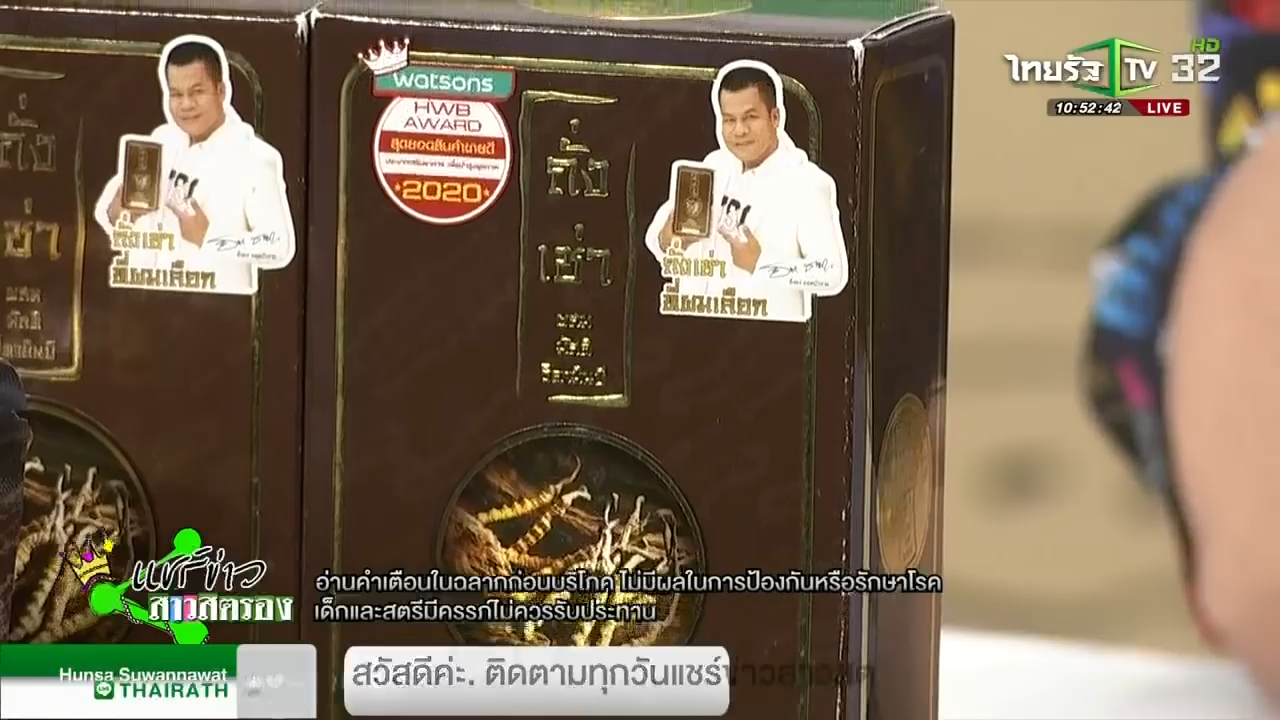 ไทยรัฐ TV HD 32
10:52:42 LIVE
watsons
HWB
AWARD
สุดยอดสินค้าขายดี
2020
ถั่ง
เช่า
ผสม
ถั่งเช่า
ที่ผมเลือก
ถั่งเช่า
ที่ผมเลือก
แชร์ข่าว
สาวสตรอง
อ่านคำเตือนในฉลากก่อนบริโภค ไม่มีผลในการป้องกันหรือรักษาโรค
เด็กและสตรีมีครรภ์ไม่ควรรับประทาน
Hunsa Suwannawat
THAIRATH
สวัสดีค่ะ. ติดตามทุกวันแชร์ข่าวสาวสต